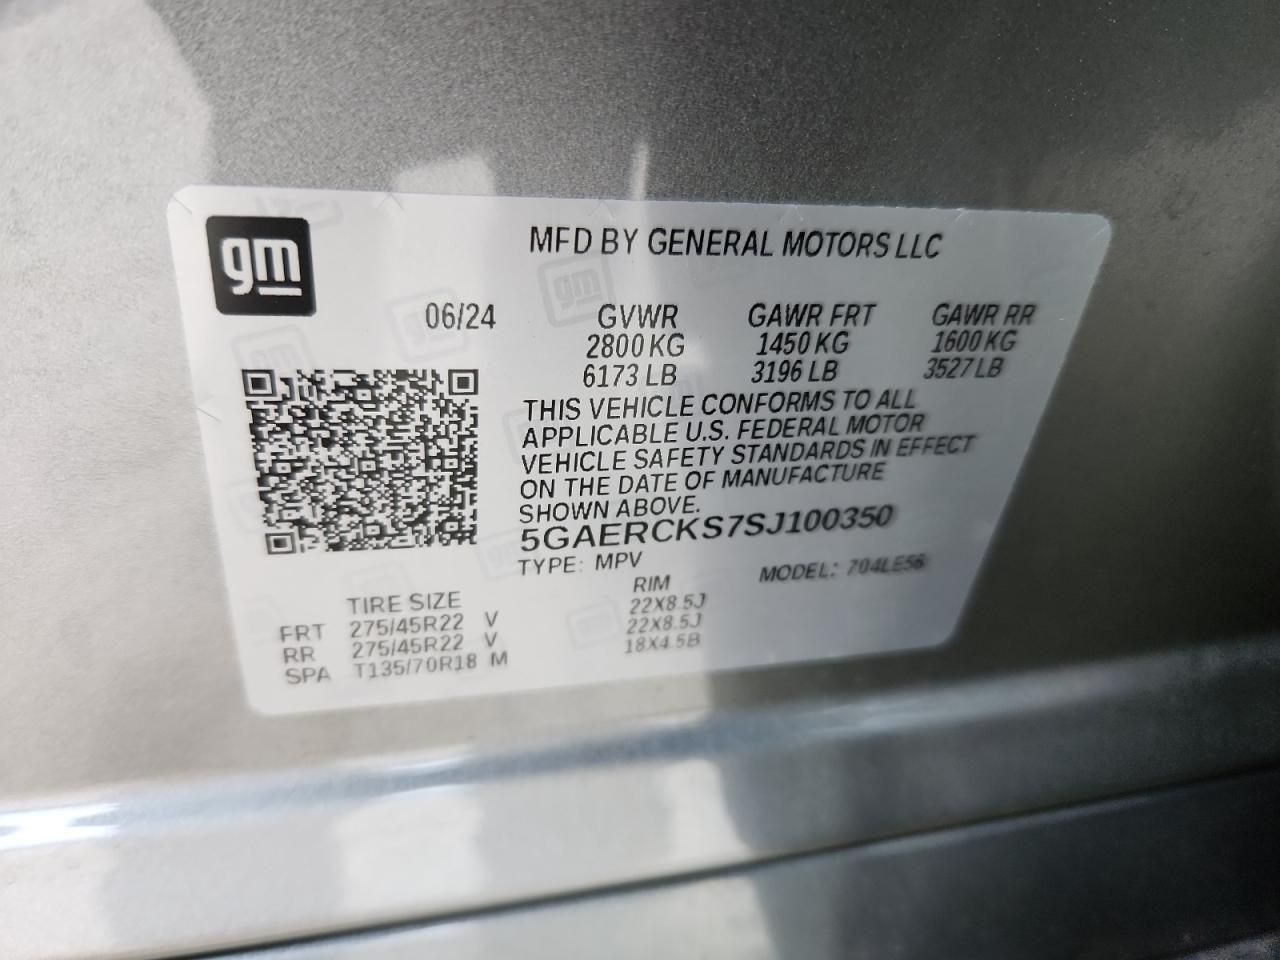 gm
MFD BY GENERAL MOTORS LLC
06/24 GVWR GAWR FRT GAWR RR
2800 KG 1450 KG 1600 KG
6173 LB 3196 LB 3527 LB
THIS VEHICLE CONFORMS TO ALL
APPLICABLE U.S. FEDERAL MOTOR
VEHICLE SAFETY STANDARDS IN EFFECT
ON THE DATE OF MANUFACTURE
SHOWN ABOVE.
5GAERCKS7SJ100350
TYPE: MPV MODEL: 704LE56
TIRE SIZE RIM
FRT 275/45R22 V 22X8.5J
RR 275/45R22 V 22X8.5J
SPA T135/70R18 M 18X4.5B